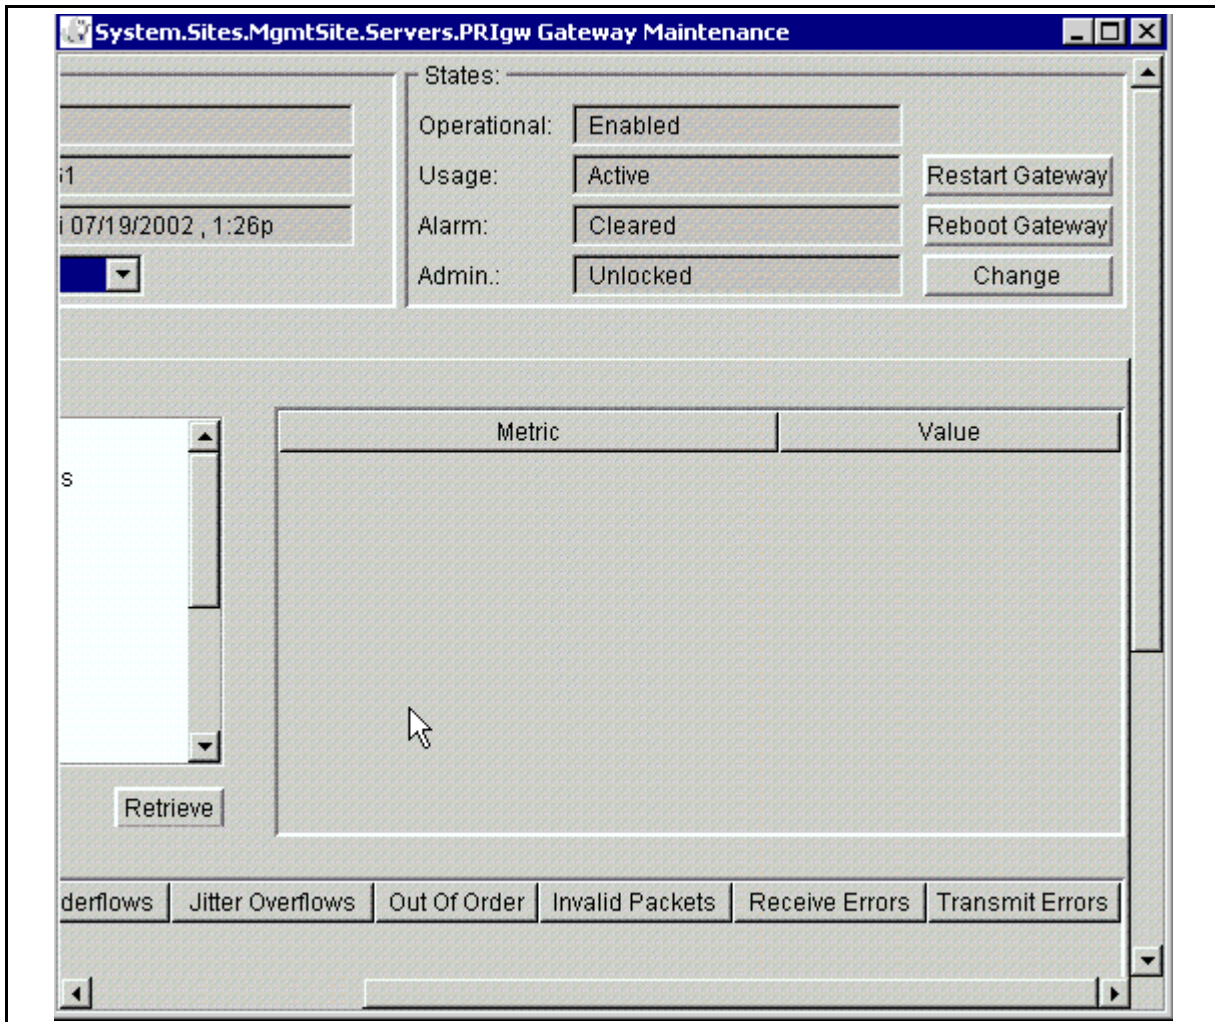 System.Sites.MgmtSite.Servers.PRIgw Gateway Maintenance
States:
Operational: Enabled
61 Usage: Active Restart Gateway
i 07/19/2002 , 1:26p Alarm: Cleared Reboot Gateway
Admin.: Unlocked Change
Metric Value
s
Retrieve
derflows Jitter Overflows Out Of Order Invalid Packets Receive Errors Transmit Errors